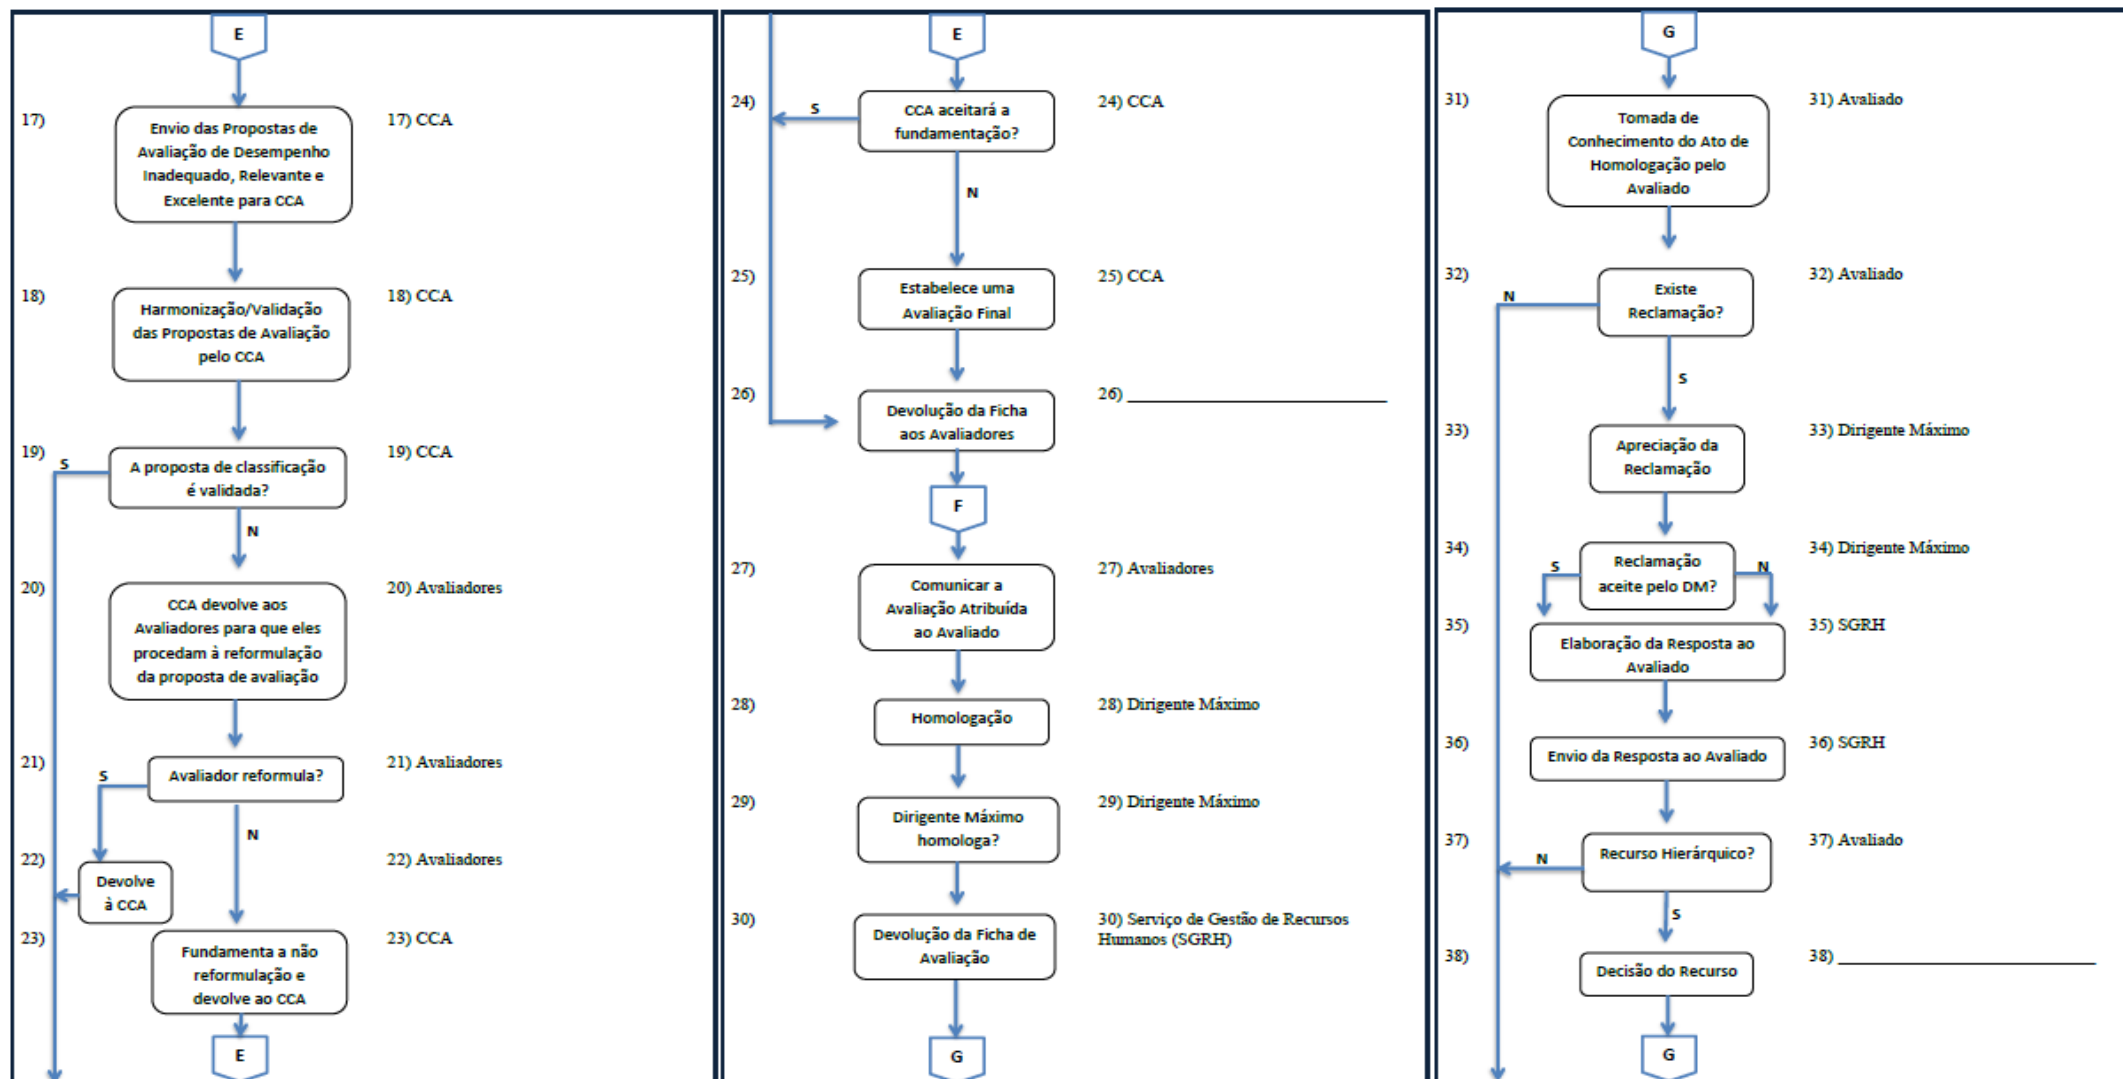 E
17)
Envio das Propostas de
Avaliação de Desempenho
Inadequado, Relevante e
Excelente para CCA
17) CCA
18)
Harmonização/Validação
das Propostas de Avaliação
pelo CCA
18) CCA
19)
S
A proposta de classificação
é validada?
19) CCA
N
20)
CCA devolve aos
Avaliadores para que eles
procedam à reformulação
da proposta de avaliação
20) Avaliadores
21)
S
Avaliador reformula?
21) Avaliadores
N
22)
Devolve
à CCA
22) Avaliadores
23)
Fundamenta a não
reformulação e
devolve ao CCA
23) CCA
E
E
24)
S
CCA aceitará a
fundamentação?
24) CCA
N
25)
Estabelece uma
Avaliação Final
25) CCA
26)
Devolução da Ficha
aos Avaliadores
26) ____________________
F
27)
Comunicar a
Avaliação Atribuída
ao Avaliado
27) Avaliadores
28)
Homologação
28) Dirigente Máximo
29)
Dirigente Máximo
homologa?
29) Dirigente Máximo
30)
Devolução da Ficha de
Avaliação
30) Serviço de Gestão de Recursos
Humanos (SGRH)
G
G
31)
Tomada de
Conhecimento do Ato de
Homologação pelo
Avaliado
31) Avaliado
32)
N
Existe
Reclamação?
32) Avaliado
S
33)
Apreciação da
Reclamação
33) Dirigente Máximo
34)
S
Reclamação
aceite pelo DM?
N
34) Dirigente Máximo
35)
Elaboração da Resposta ao
Avaliado
35) SGRH
36)
Envio da Resposta ao Avaliado
36) SGRH
37)
N
Recurso Hierárquico?
37) Avaliado
S
38)
Decisão do Recurso
38) ____________________
G